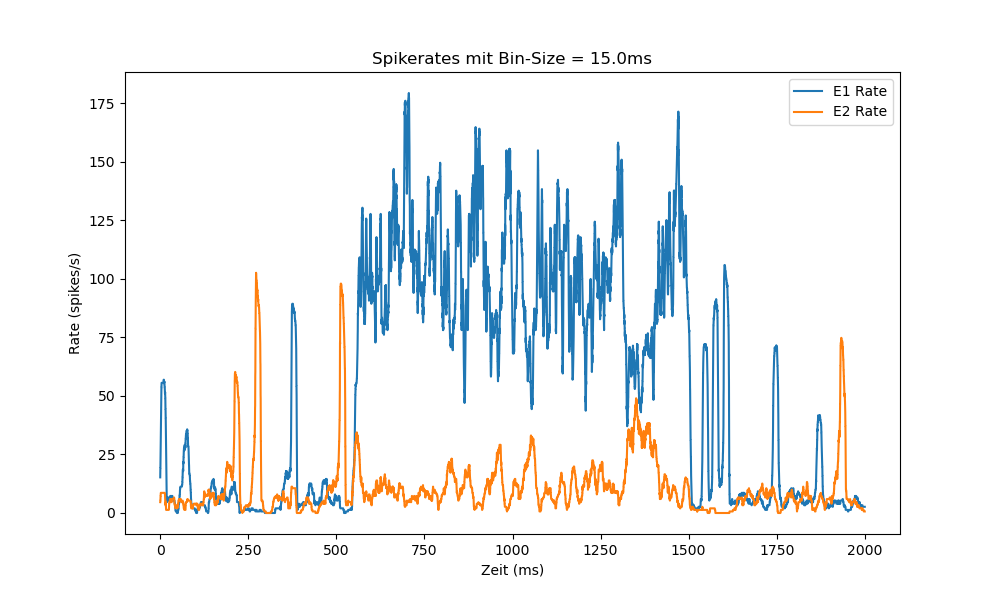 Spikerates mit Bin-Size = 15.0ms
E1 Rate
E2 Rate
175
150
125
100
75
50
25
0
Rate (spikes/s)
0 250 500 750 1000 1250 1500 1750 2000
Zeit (ms)